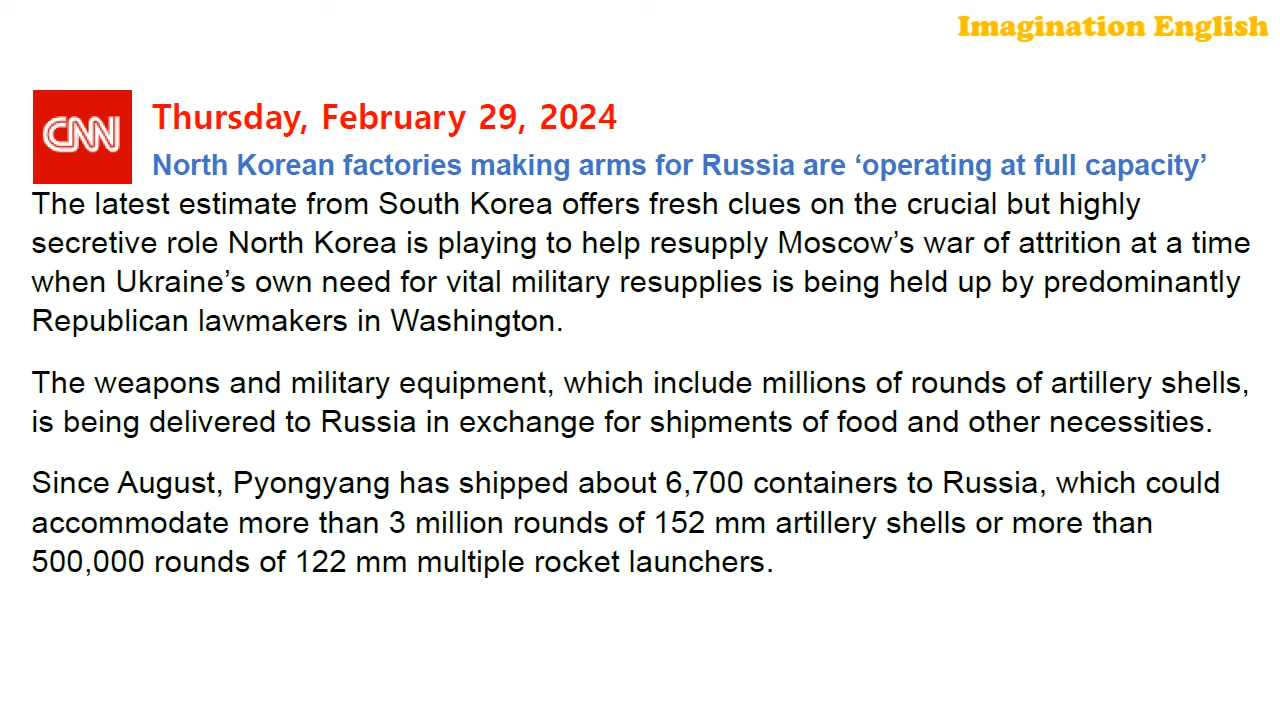 Imagination English
CNN
Thursday, February 29, 2024
North Korean factories making arms for Russia are ‘operating at full capacity’
The latest estimate from South Korea offers fresh clues on the crucial but highly
secretive role North Korea is playing to help resupply Moscow’s war of attrition at a time
when Ukraine’s own need for vital military resupplies is being held up by predominantly
Republican lawmakers in Washington.
The weapons and military equipment, which include millions of rounds of artillery shells,
is being delivered to Russia in exchange for shipments of food and other necessities.
Since August, Pyongyang has shipped about 6,700 containers to Russia, which could
accommodate more than 3 million rounds of 152 mm artillery shells or more than
500,000 rounds of 122 mm multiple rocket launchers.